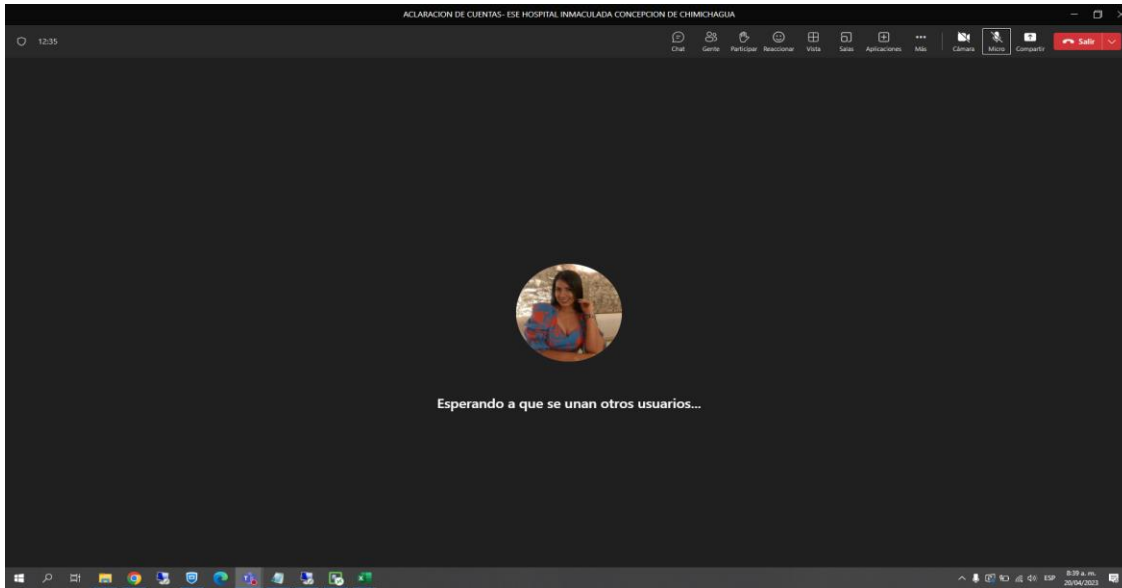 ACLARACION DE CUENTAS- ESE HOSPITAL INMACULADA CONCEPCION DE CHIMICHAGUA
12:35
Chat Gente Participar Reaccionar Vista Salas Aplicaciones Más Cámara Micro Compartir Salir
Esperando a que se unan otros usuarios...
8:39 a. m.
ESP
20/04/2023